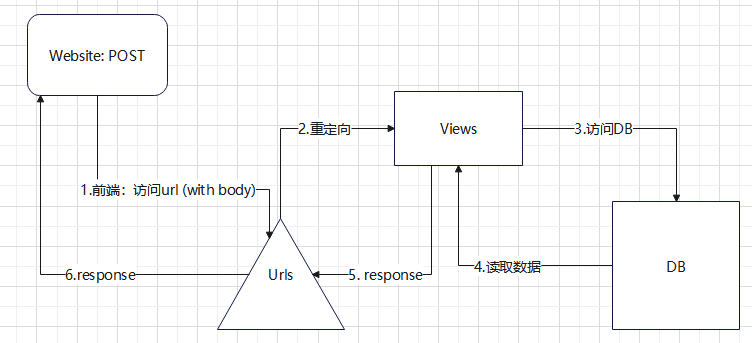 Website: POST
2.重定向
Views
3.访问DB
1.前端：访问url (with body)
6.response
Urls
5. response
4.读取数据
DB